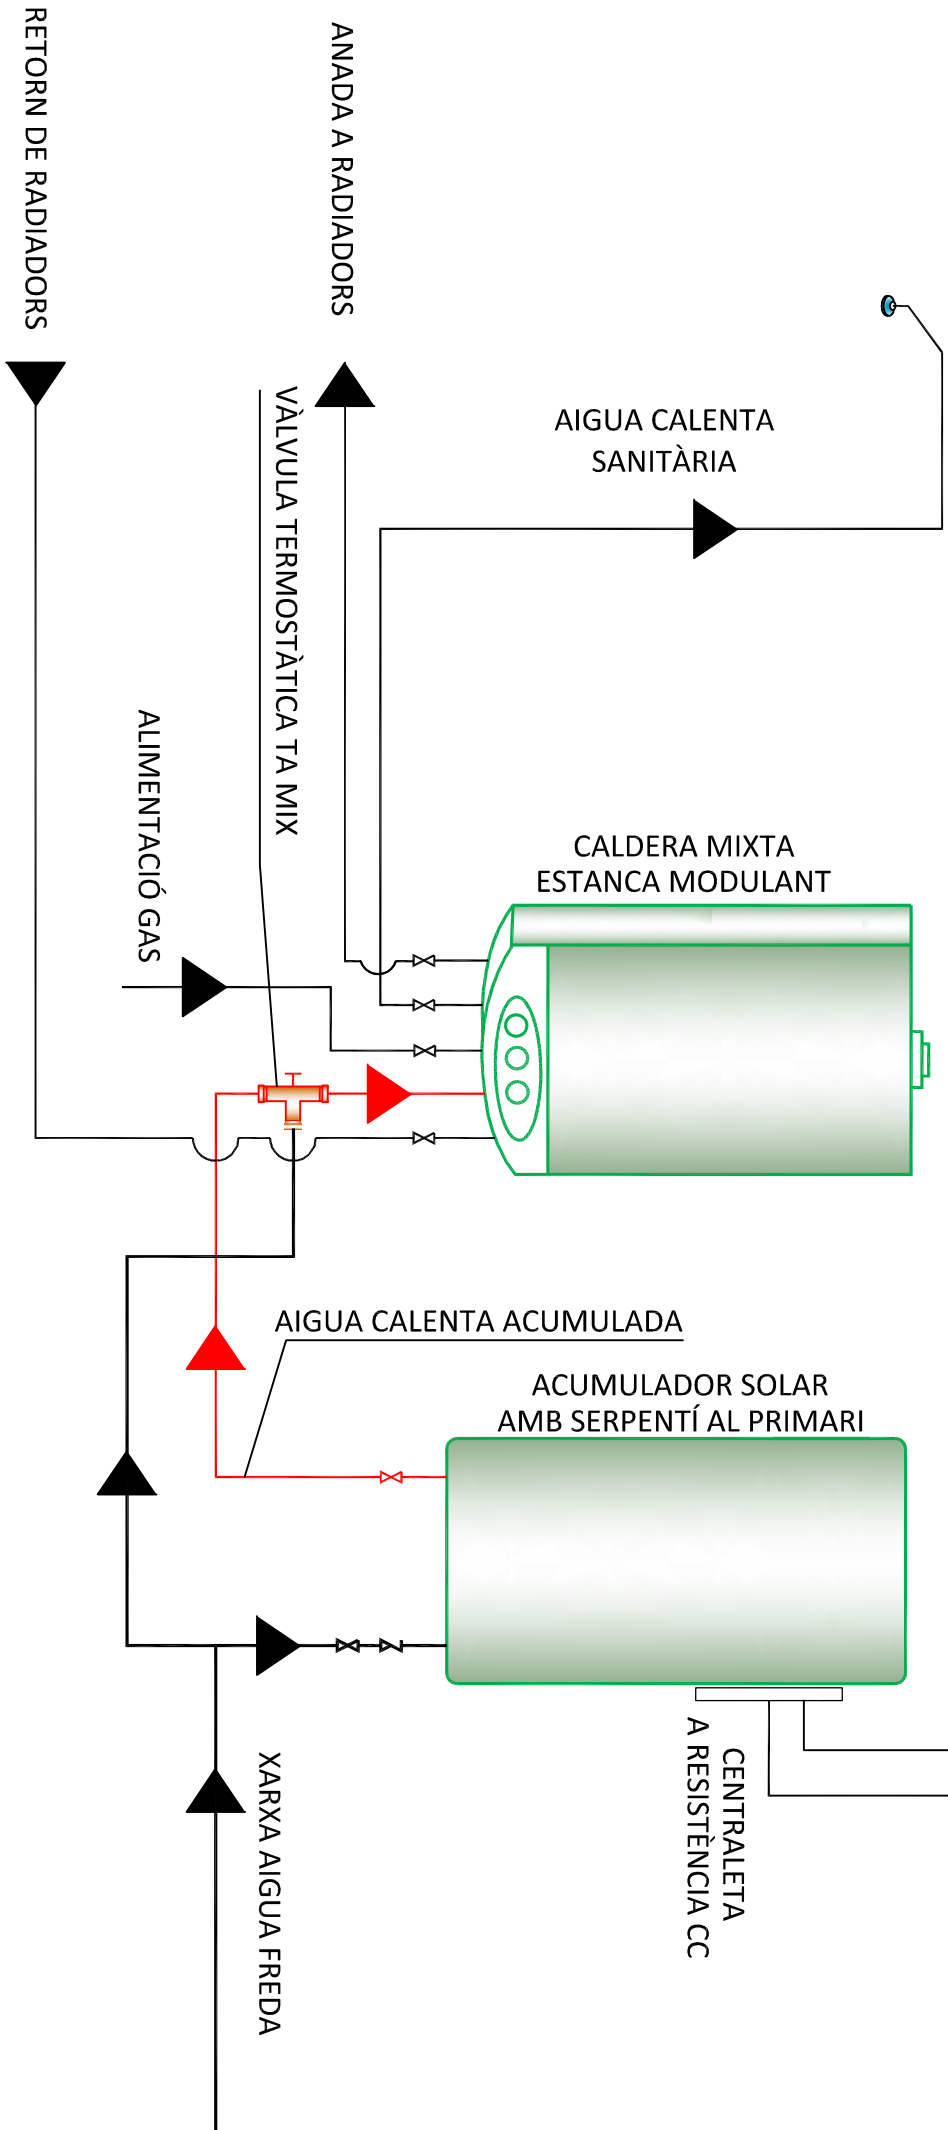 RETORN DE RADIADORS
ANADA A RADIADORS
AIGUA CALENTA
SANITÀRIA
VÀLVULA TERMOSTÀTICA TA MIX
ALIMENTACIÓ GAS
CALDERA MIXTA
ESTANCA MODULANT
AIGUA CALENTA ACUMULADA
ACUMULADOR SOLAR
AMB SERPENTÍ AL PRIMARI
CENTRALETA
A RESISTÈNCIA CC
XARXA AIGUA FREDA